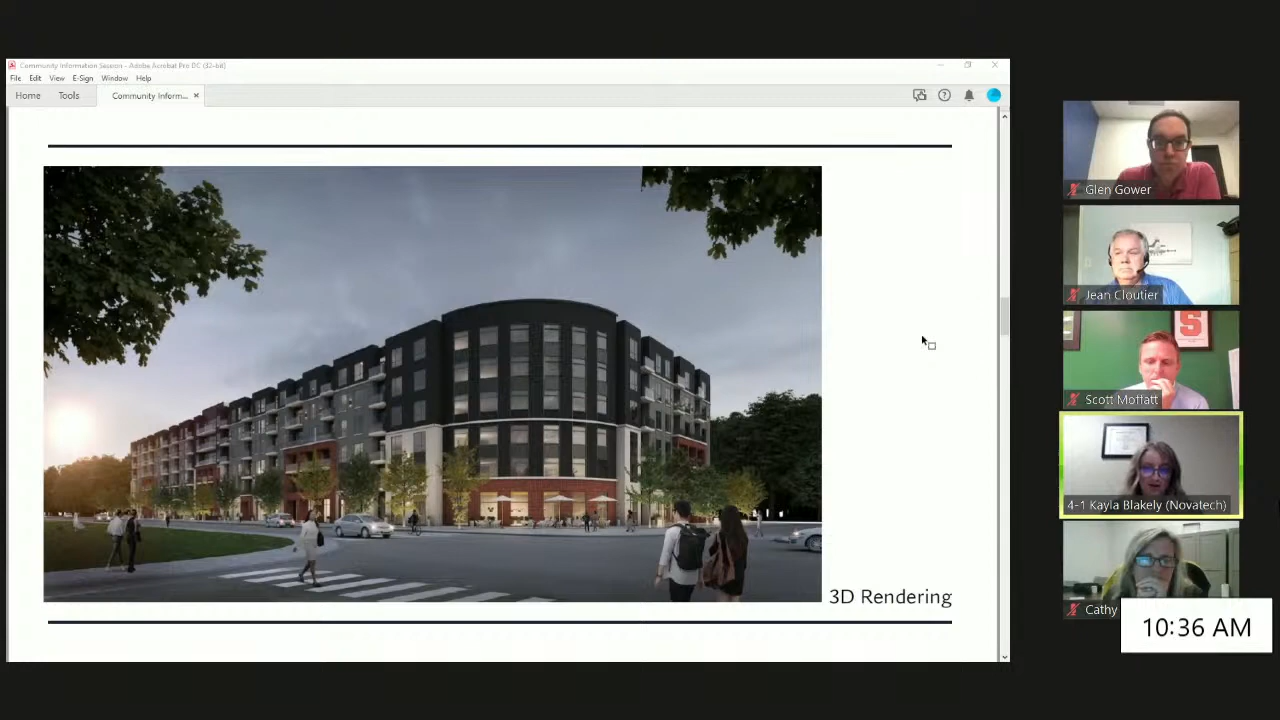 Community Information Session - Adobe Acrobat Pro DC (32-bit)
File Edit View E-Sign Window Help
Home Tools Community Inform... ×
3D Rendering
Glen Gower
Jean Cloutier
S
Scott Moffatt
4-1 Kayla Blakely (Novatech)
Cathy
10:36 AM